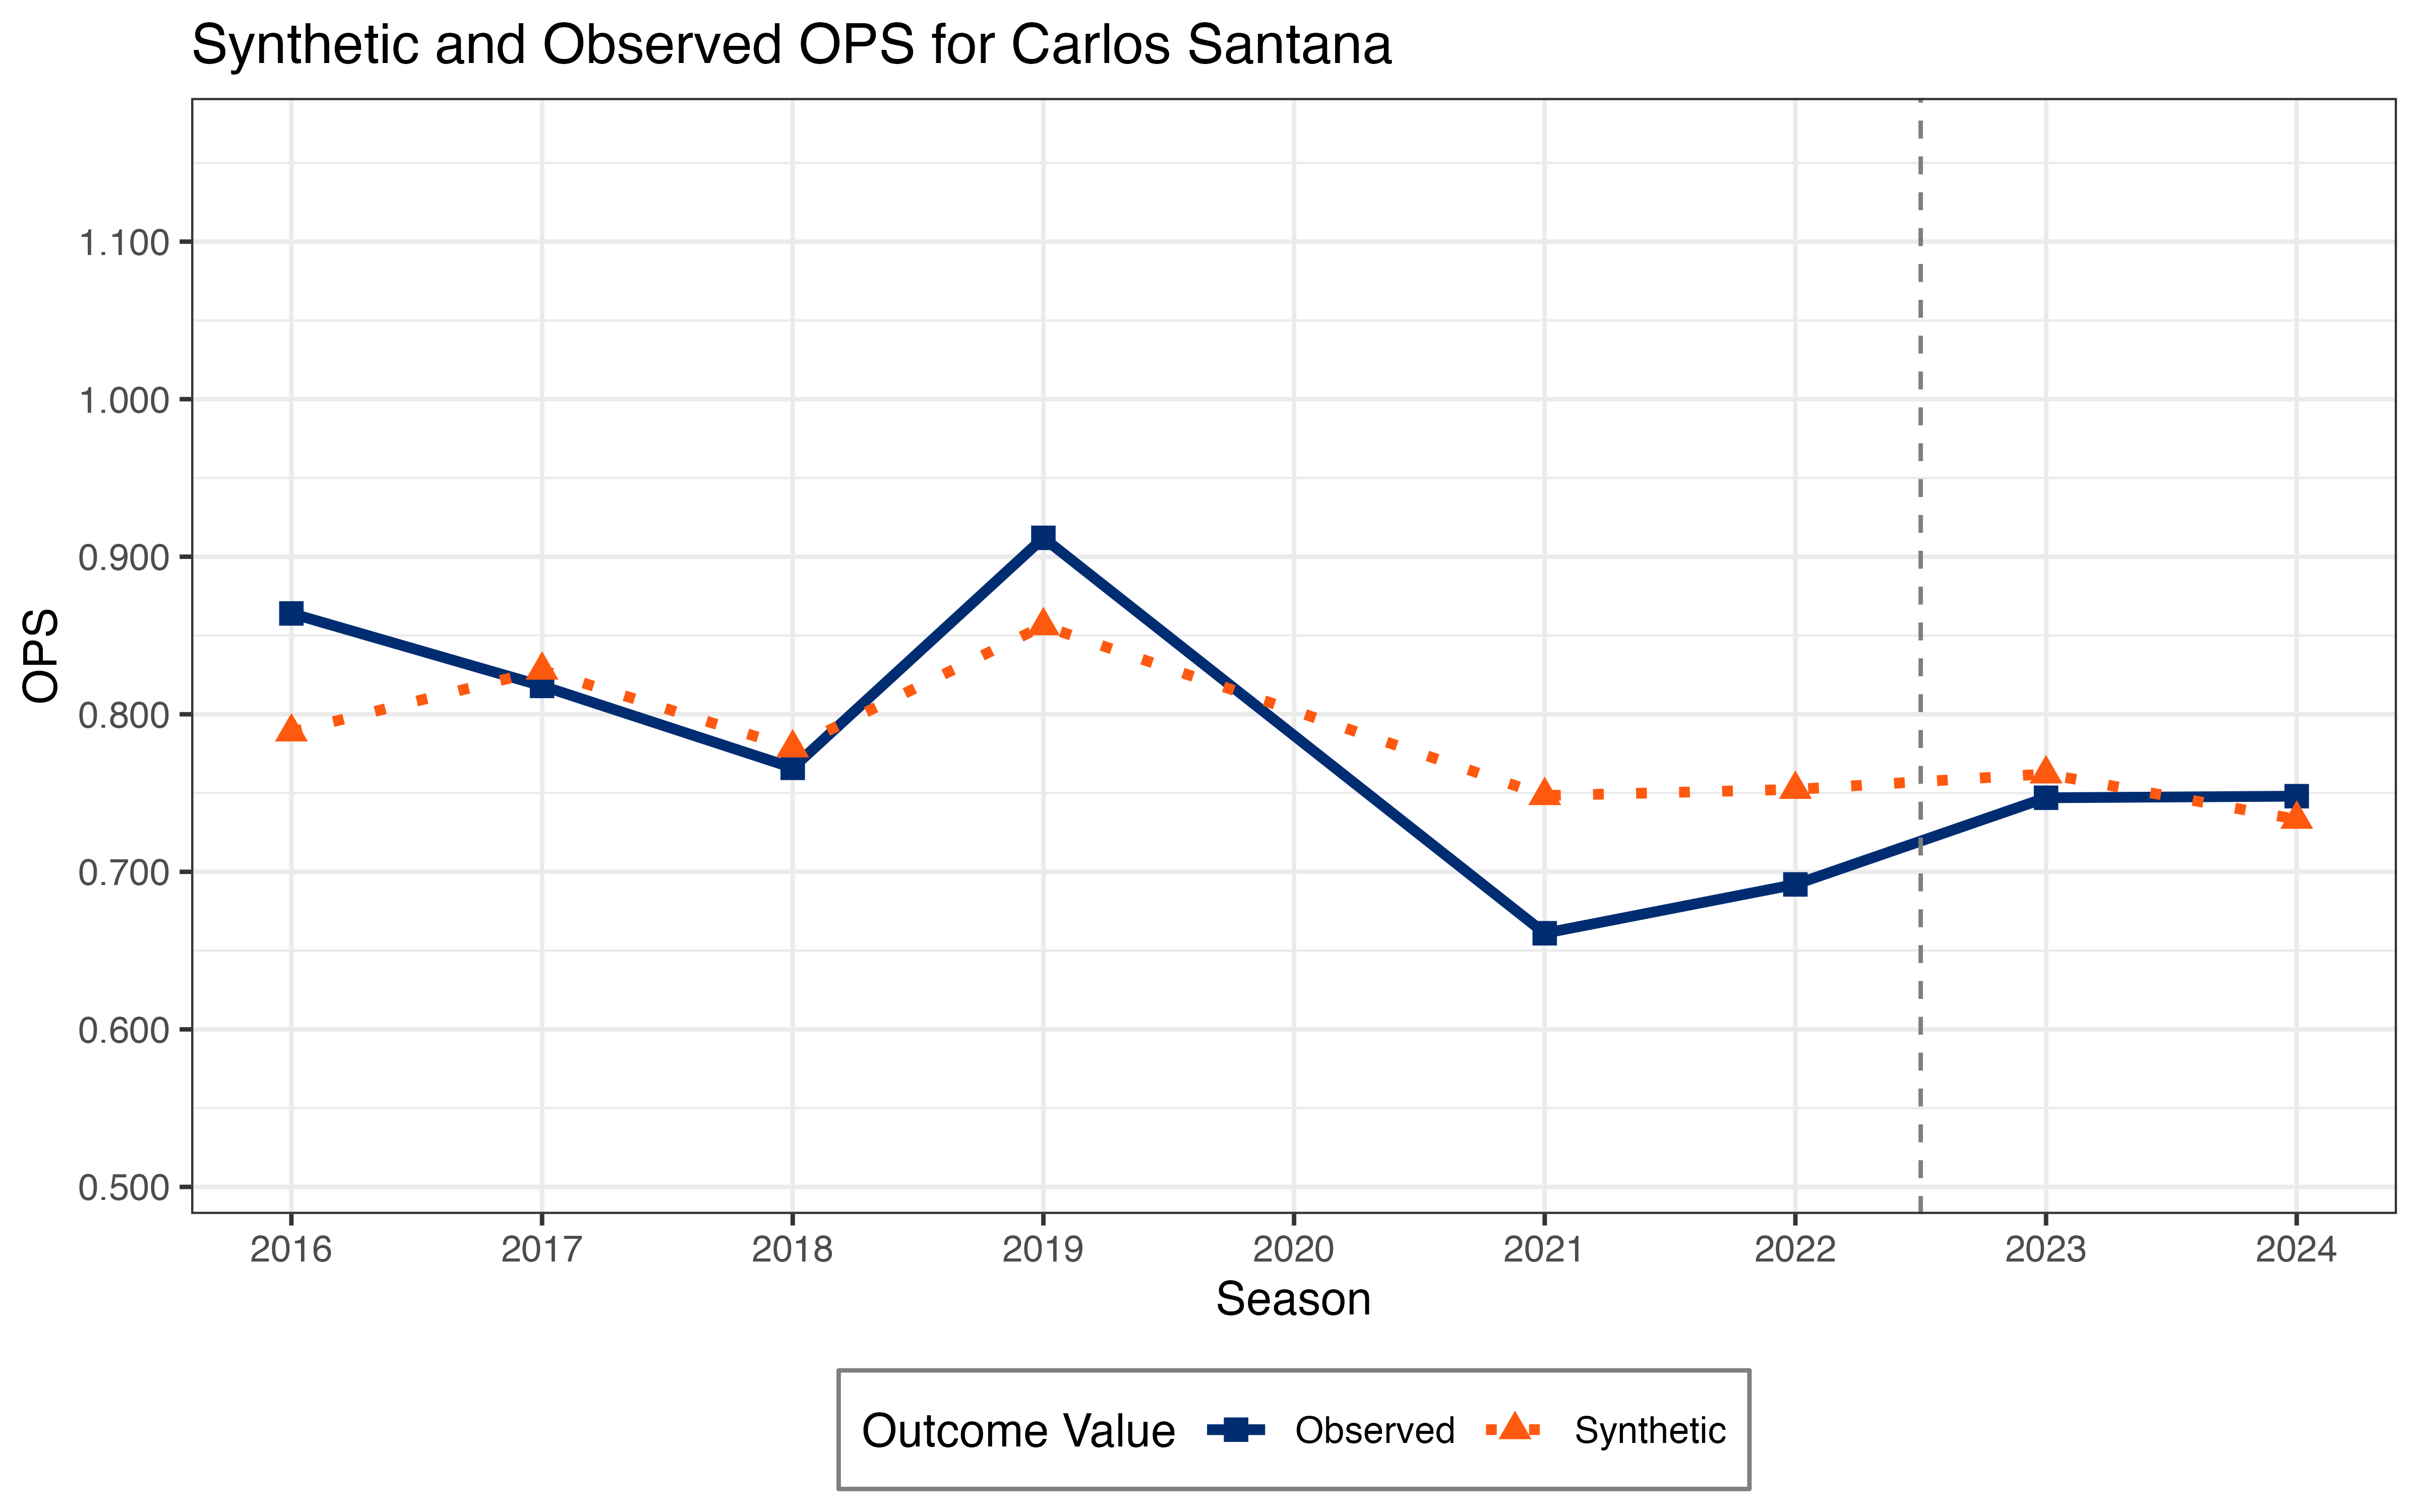 Synthetic and Observed OPS for Carlos Santana
OPS
1.100
1.000
0.900
0.800
0.700
0.600
0.500
2016 2017 2018 2019 2020 2021 2022 2023 2024
Season
Outcome Value Observed Synthetic